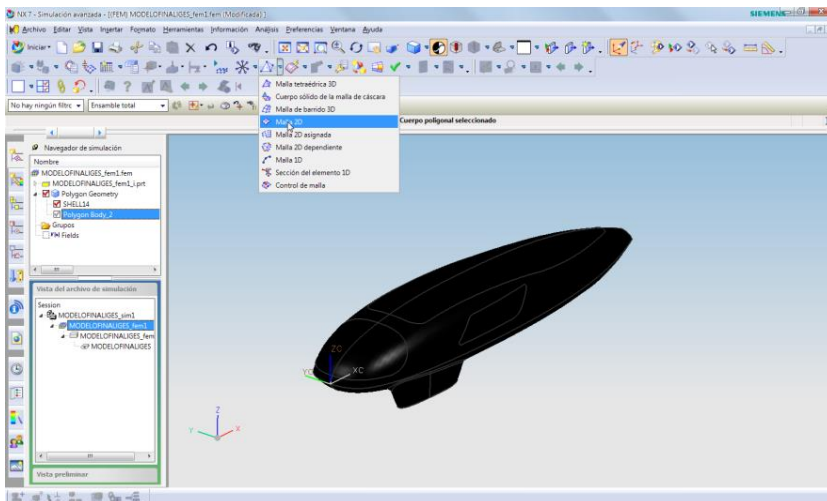 NX 7 - Simulación avanzada - [(FEM) MODELOFINALIGES_fem1.fem (Modificada) ]
SIEMENS
Archivo Editar Vista Insertar Formato Herramientas Información Análisis Preferencias Ventana Ayuda
Iniciar
No hay ningún filtrc
Ensamble total
Malla tetraédrica 3D
Cuerpo sólido de la malla de cáscara
Malla de barrido 3D
Malla 2D
Malla 2D asignada
Malla 2D dependiente
Malla 1D
Sección del elemento 1D
Control de malla
Cuerpo poligonal seleccionado
Navegador de simulación
Nombre
MODELOFINALIGES_fem1.fem
MODELOFINALIGES_fem1_i.prt
Polygon Geometry
SHELL14
Polygon Body_2
Grupos
Fields
Vista del archivo de simulación
Session
MODELOFINALIGES_sim1
MODELOFINALIGES_fem1
MODELOFINALIGES_fem
MODELOFINALIGES
Vista preliminar
ZC
YC
XC
Z
Y
X